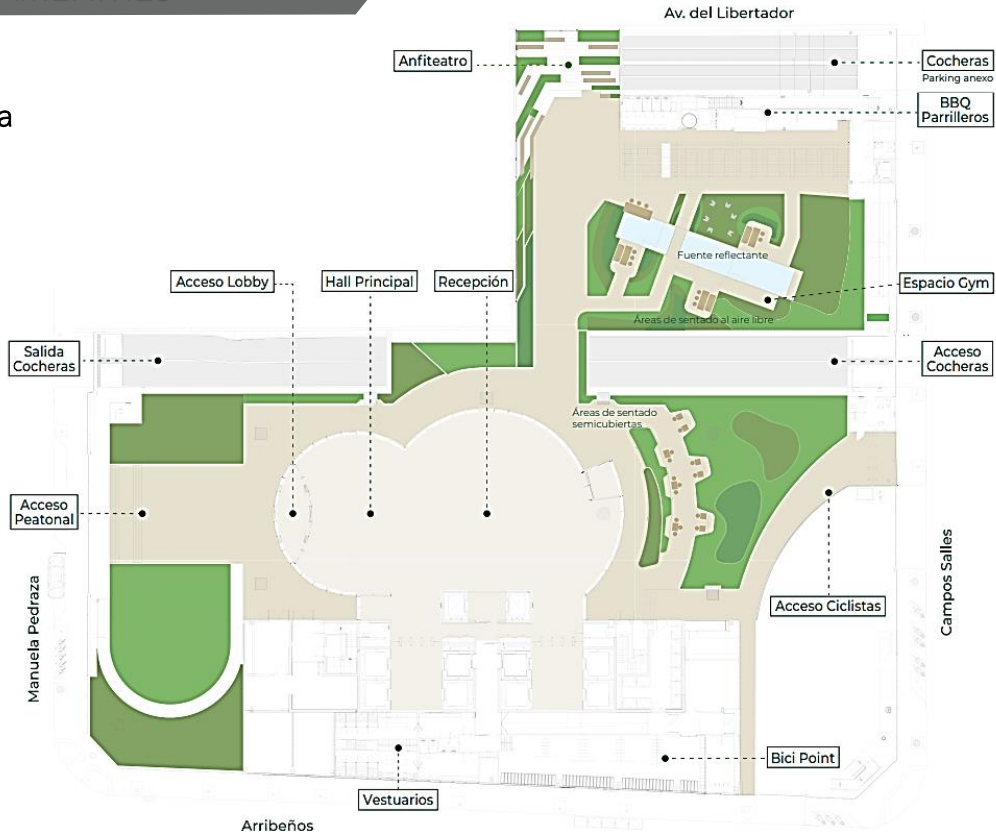 Av. del Libertador
Anfiteatro
Cocheras
Parking anexo
BBQ
Parrilleros
a
Fuente reflectante
Acceso Lobby
Hall Principal
Recepción
Espacio Gym
Áreas de sentado al aire libre
Salida
Cocheras
Acceso
Cocheras
Áreas de sentado
semicubiertas
Acceso
Peatonal
Manuela Pedraza
Campos Salles
Acceso Ciclistas
Bici Point
Vestuarios
Arribeños